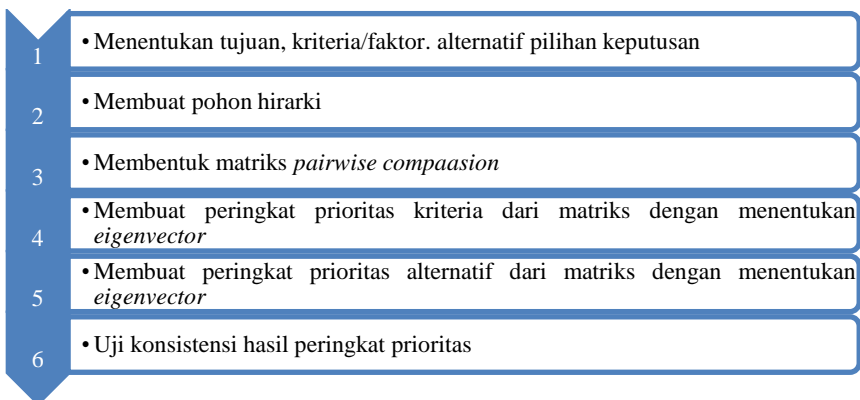 1
• Menentukan tujuan, kriteria/faktor. alternatif pilihan keputusan
2
• Membuat pohon hirarki
3
• Membentuk matriks pairwise compaasion
4
• Membuat peringkat prioritas kriteria dari matriks dengan menentukan
eigenvector
5
• Membuat peringkat prioritas alternatif dari matriks dengan menentukan
eigenvector
6
• Uji konsistensi hasil peringkat prioritas